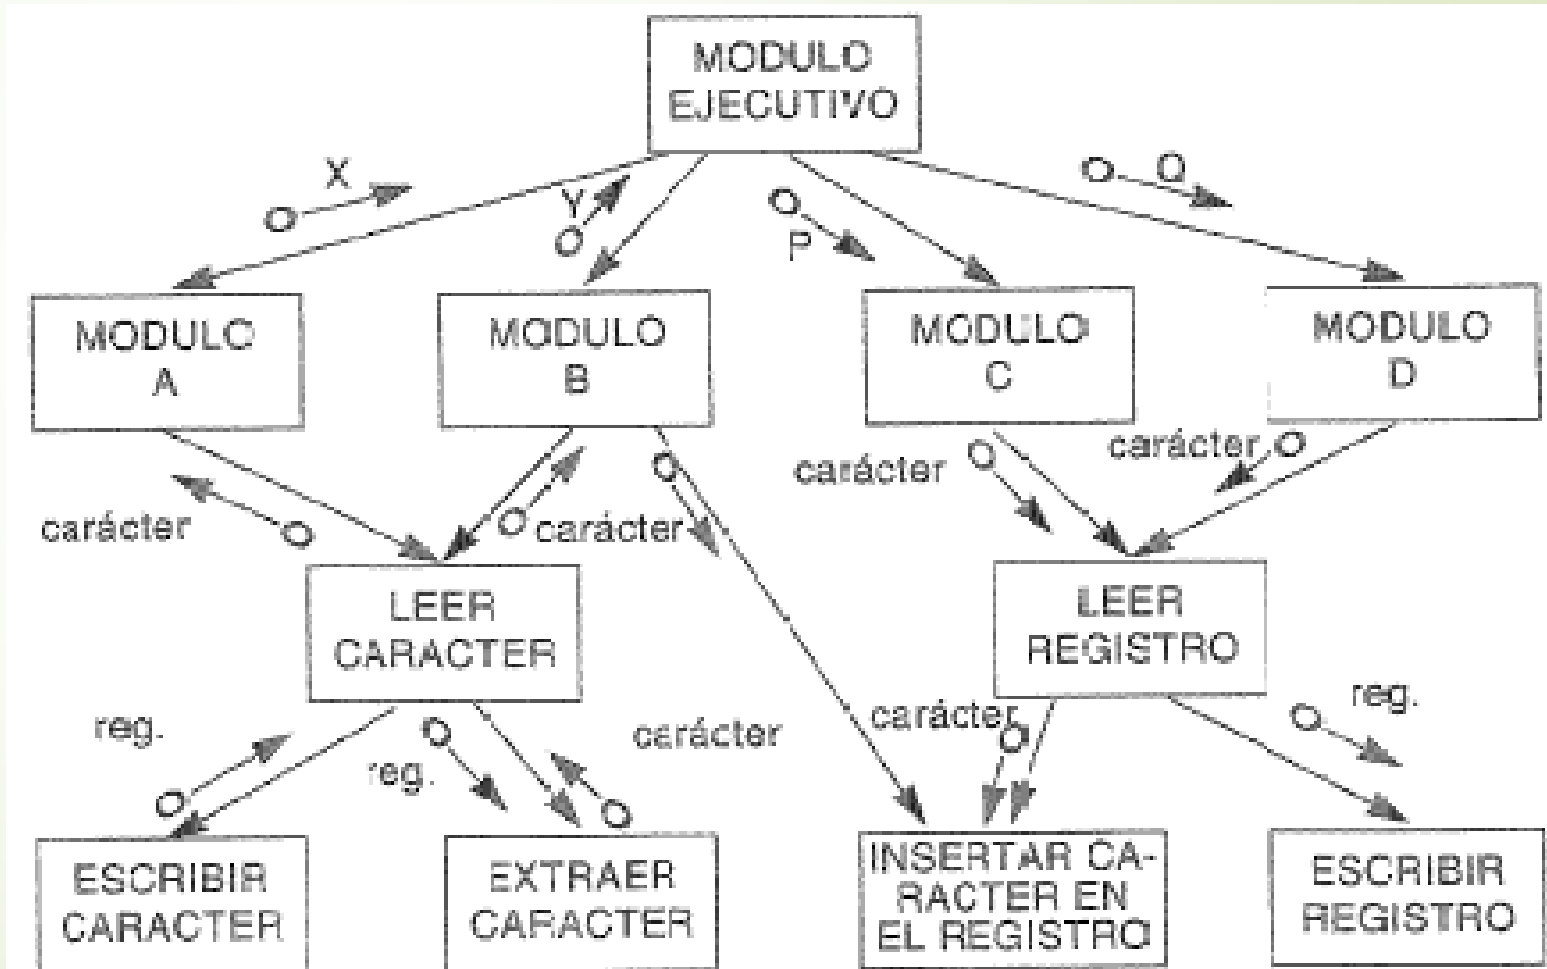 MODULO
EJECUTIVO
X
Y
P
Q
MODULO
A
MODULO
B
MODULO
C
MODULO
D
carácter
carácter
carácter
carácter
LEER
CARACTER
LEER
REGISTRO
reg.
reg.
carácter
carácter
reg.
ESCRIBIR
CARACTER
EXTRAER
CARACTER
INSERTAR CA-
RACTER EN
EL REGISTRO
ESCRIBIR
REGISTRO